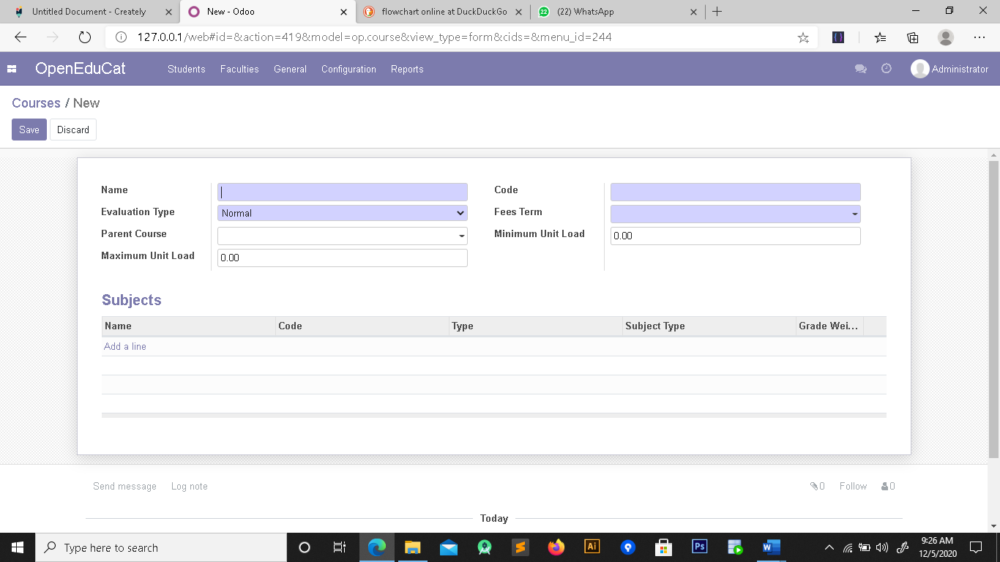 Untitled Document - Creately
New - Odoo
flowchart online at DuckDuckGo
(22) WhatsApp
127.0.0.1/web#id=&action=419&model=op.course&view_type=form&cids=&menu_id=244
OpenEduCat Students Faculties General Configuration Reports Administrator
Courses / New
Save Discard
Name Code
Evaluation Type Normal Fees Term
Parent Course Minimum Unit Load 0.00
Maximum Unit Load 0.00
Subjects
Name Code Type Subject Type Grade Wei...
Add a line
Send message Log note 0 Follow 0
Today
Type here to search
Ai
Ps
W
9:26 AM
12/5/2020